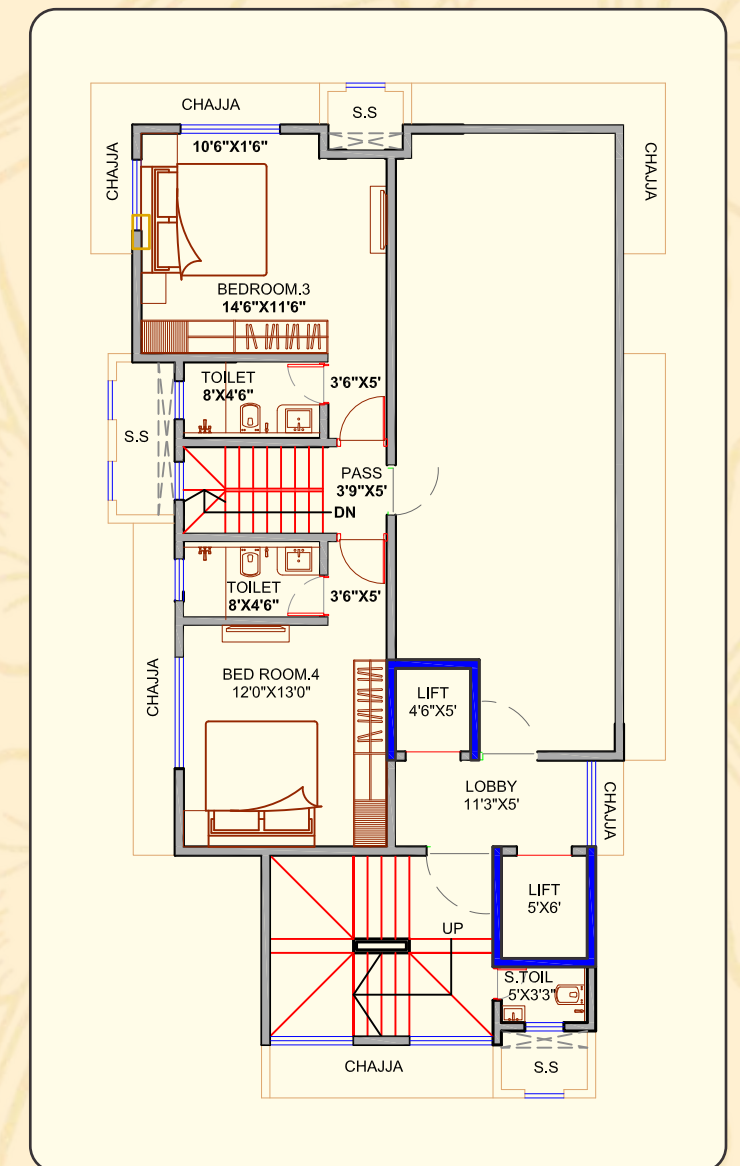 CHAJJA
S.S
10'6"X1'6"
CHAJJA
CHAJJA
BEDROOM.3
14'6"X11'6"
TOILET
8'X4'6"
3'6"X5'
S.S
PASS
3'9"X5'
DN
TOILET
8'X4'6"
3'6"X5'
CHAJJA
BED ROOM.4
12'0"X13'0"
LIFT
4'6"X5'
LOBBY
11'3"X5'
CHAJJA
LIFT
5'X6'
UP
S.TOIL
5'X3'3"
CHAJJA
S.S